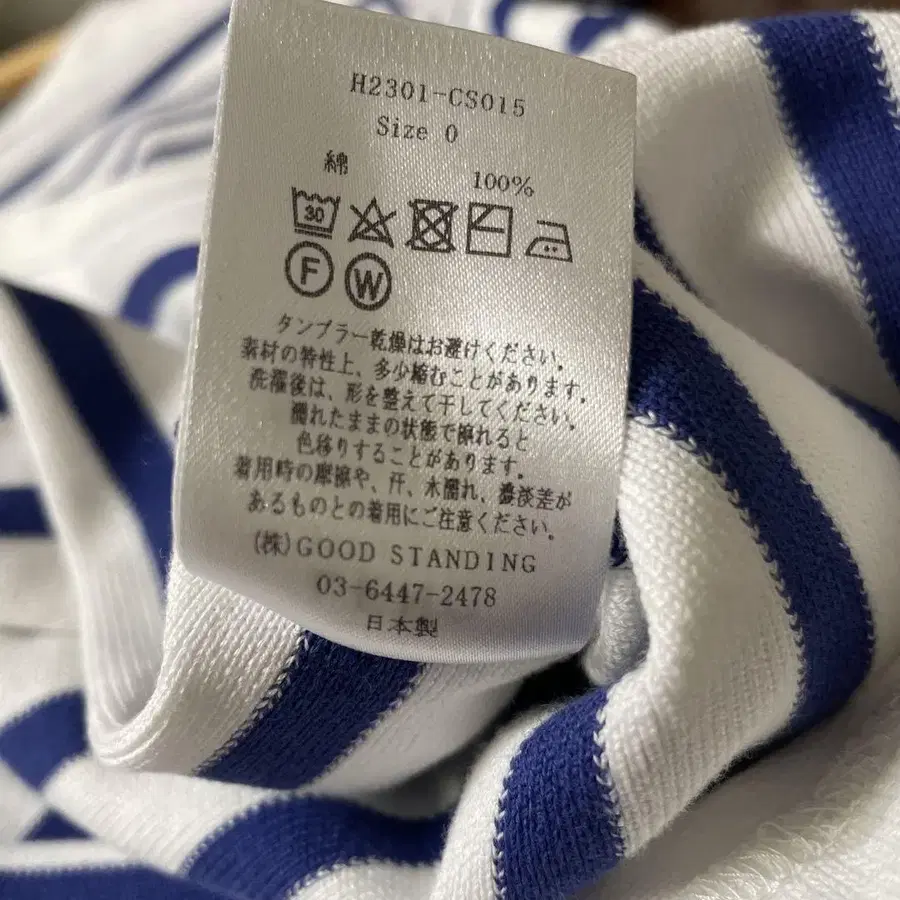 H2301-CS015
Size 0
綿 100%
30
F W
タンブラー乾燥はお避けください。
素材の特性上、多少縮むことがあります。
洗濯後は、形を整えて干してください。
濡れたままの状態で擦れると
色移りすることがあります。
着用時の摩擦や、汗、水濡れ、濃淡差が
あるものとの着用にご注意ください。
(株)GOOD STANDING
03-6447-2478
日本製